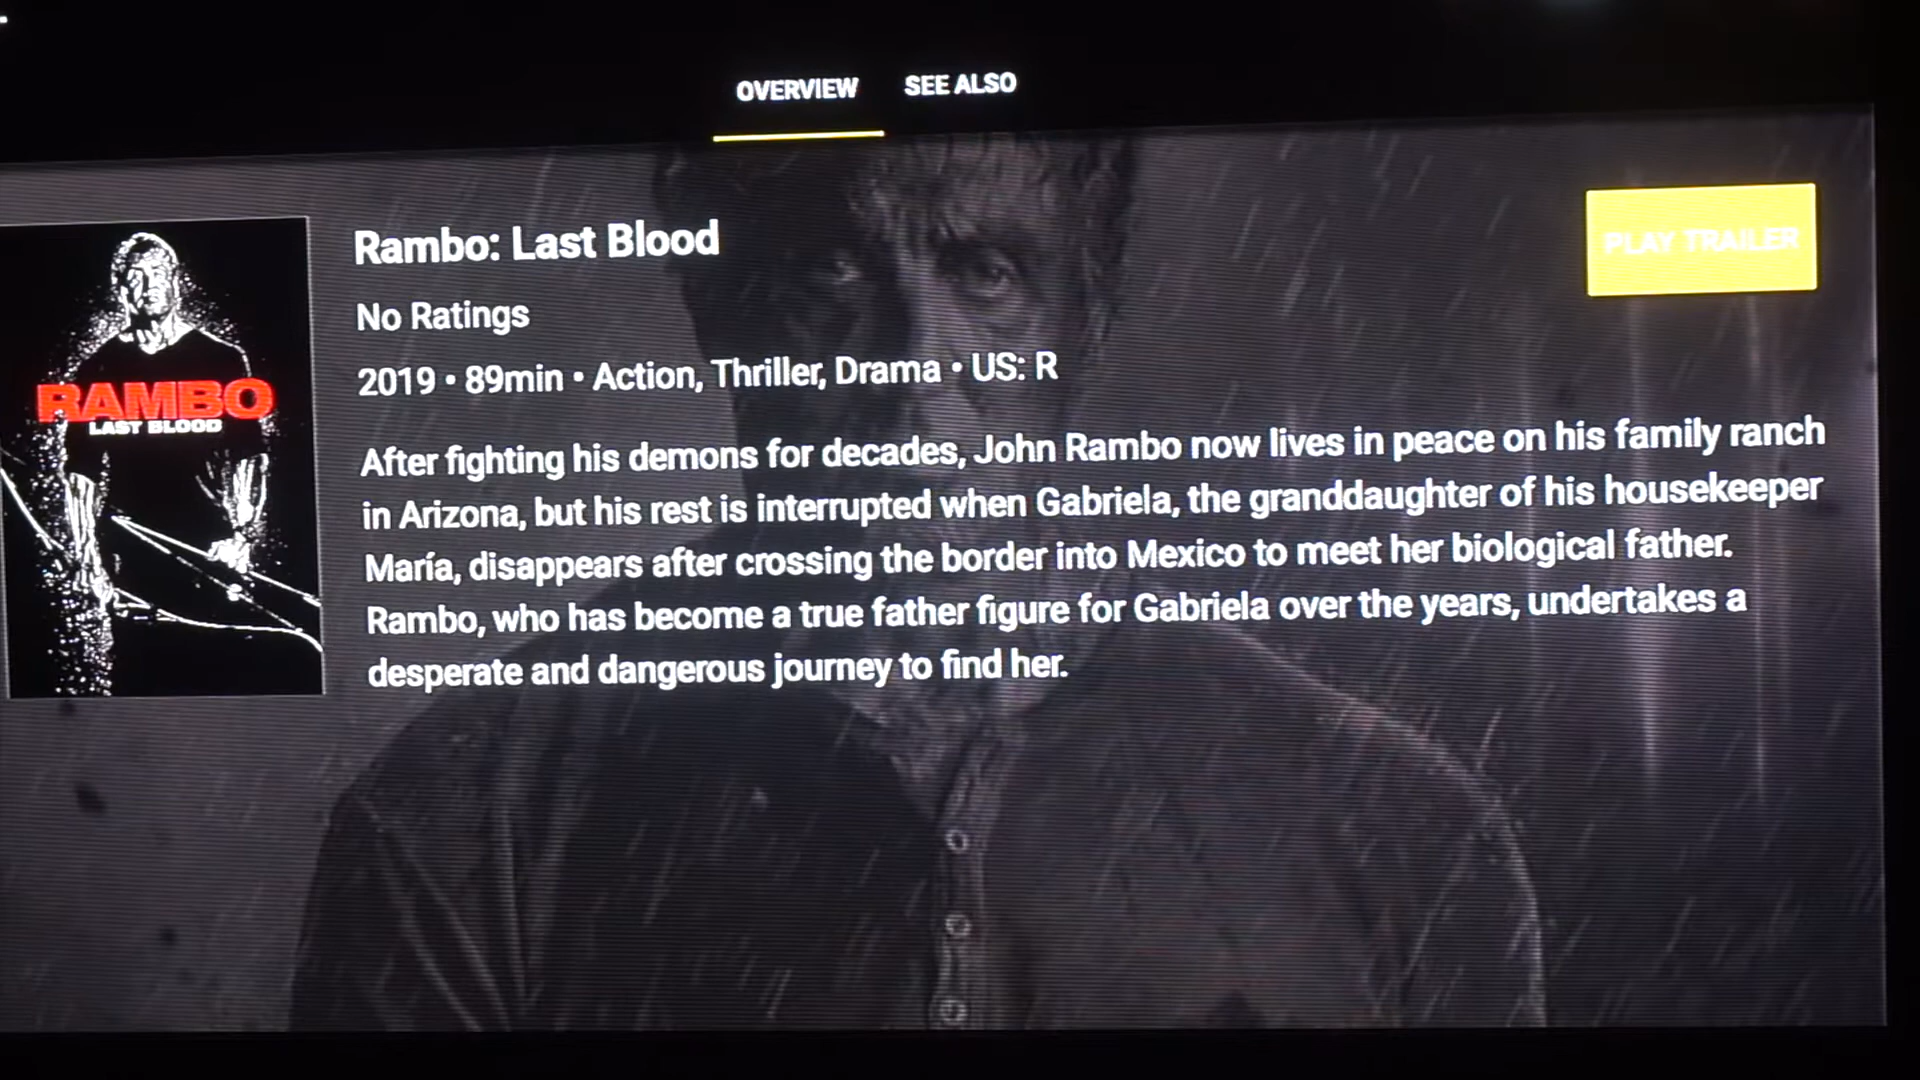 OVERVIEW SEE ALSO
Rambo: Last Blood
PLAY TRAILER
No Ratings
2019 • 89min • Action, Thriller, Drama • US: R
RAMBO
LAST BLOOD
After fighting his demons for decades, John Rambo now lives in peace on his family ranch
in Arizona, but his rest is interrupted when Gabriela, the granddaughter of his housekeeper
María, disappears after crossing the border into Mexico to meet her biological father.
Rambo, who has become a true father figure for Gabriela over the years, undertakes a
desperate and dangerous journey to find her.